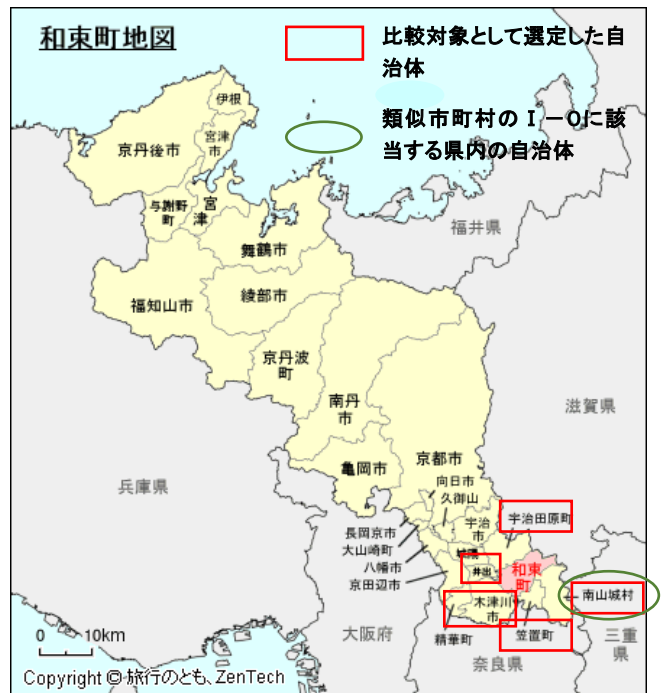 和束町地図
比較対象として選定した自
治体
類似市町村のⅠ－0に該
当する県内の自治体
伊根
宮津
市
京丹後市
与謝野
町
宮
津
舞鶴市
福井県
綾部市
福知山市
京丹波
町
南丹
市
滋賀県
亀岡市
京都市
兵庫県
向日市
久御山
宇治
市
宇治田原町
長岡京市
大山崎町
城陽
八幡市
井出
和束
町
京田辺市
南山城村
木津川
市
精華町
笠置町
大阪府
奈良県
三重
県
0 10km
Copyright © 旅行のとも、ZenTech